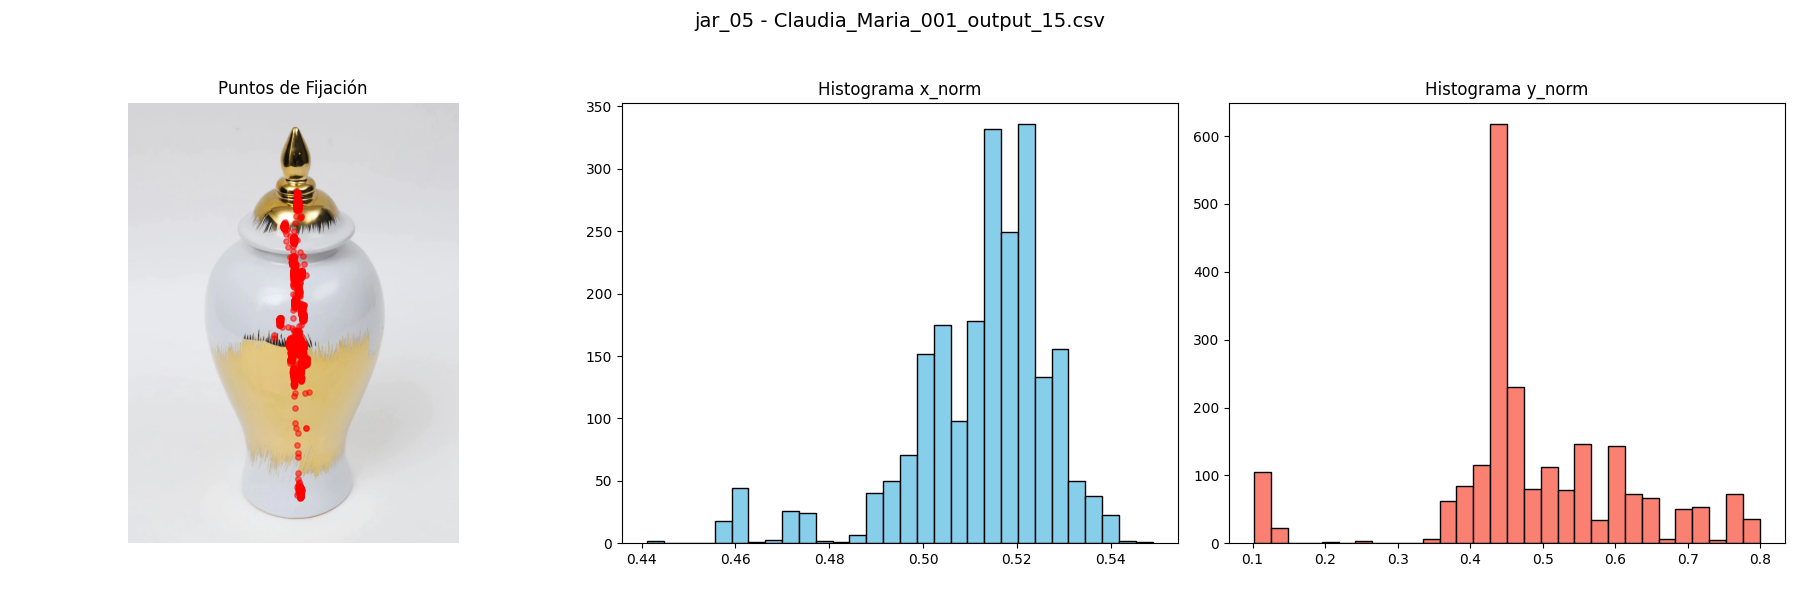 jar_05 - Claudia_Maria_001_output_15.csv
Puntos de Fijación
Histograma x_norm
350
300
250
200
150
100
50
0
0.44 0.46 0.48 0.50 0.52 0.54
Histograma y_norm
600
500
400
300
200
100
0
0.1 0.2 0.3 0.4 0.5 0.6 0.7 0.8